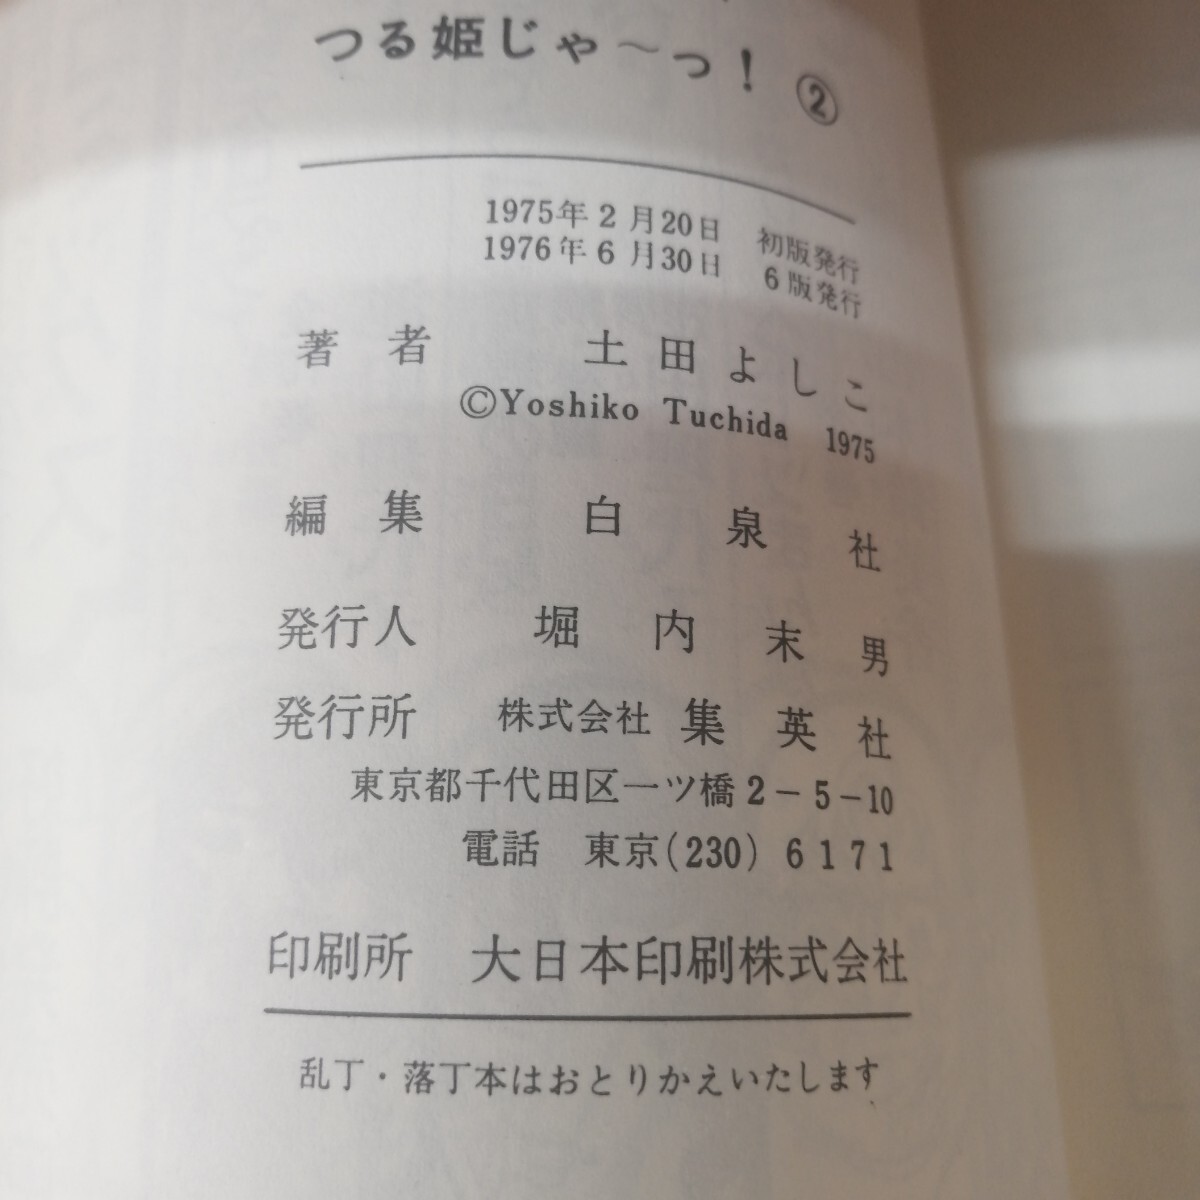 つる姫じゃ〜っ！ ②
1975年2月20日 初版発行
1976年6月30日 6版発行
著者 土田よしこ
©Yoshiko Tuchida 1975
編集 白泉社
発行人 堀内末男
発行所 株式会社 集英社
東京都千代田区一ツ橋2−5−10
電話 東京(230) 6171
印刷所 大日本印刷株式会社
乱丁・落丁本はおとりかえいたします